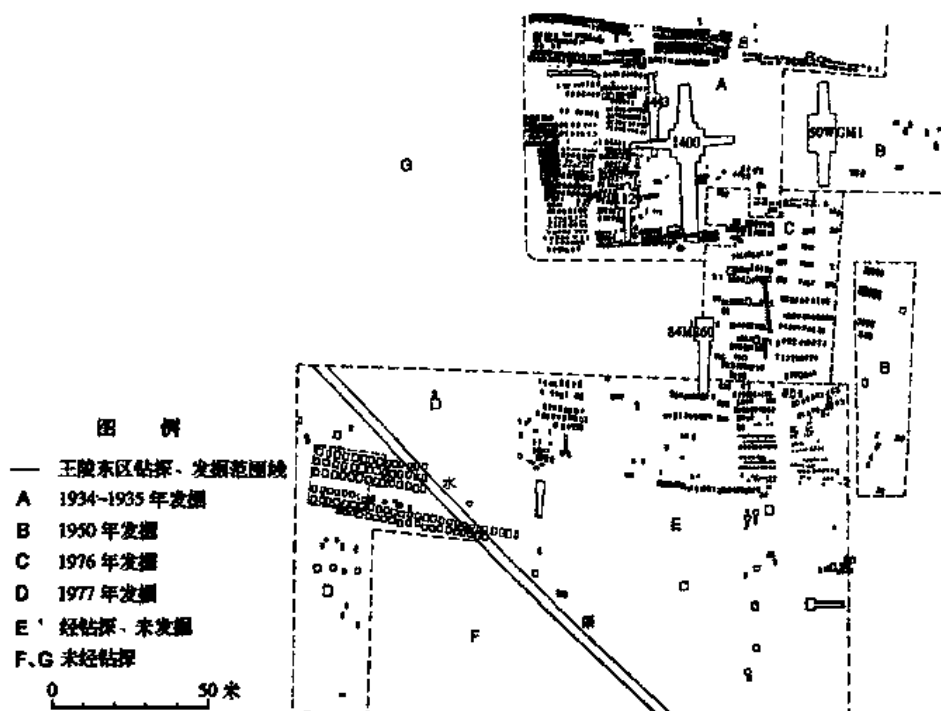 A
B
1443
1400
50WGM1
B
G
1129
C
84M260
B
D
图 例
王陵东区钻探、发掘范围线
A 1934~1935 年发掘
B 1950 年发掘
C 1976 年发掘
D 1977 年发掘
E 经钻探、未发掘
F、G 未经钻探
0 50 米
水
渠
E
F